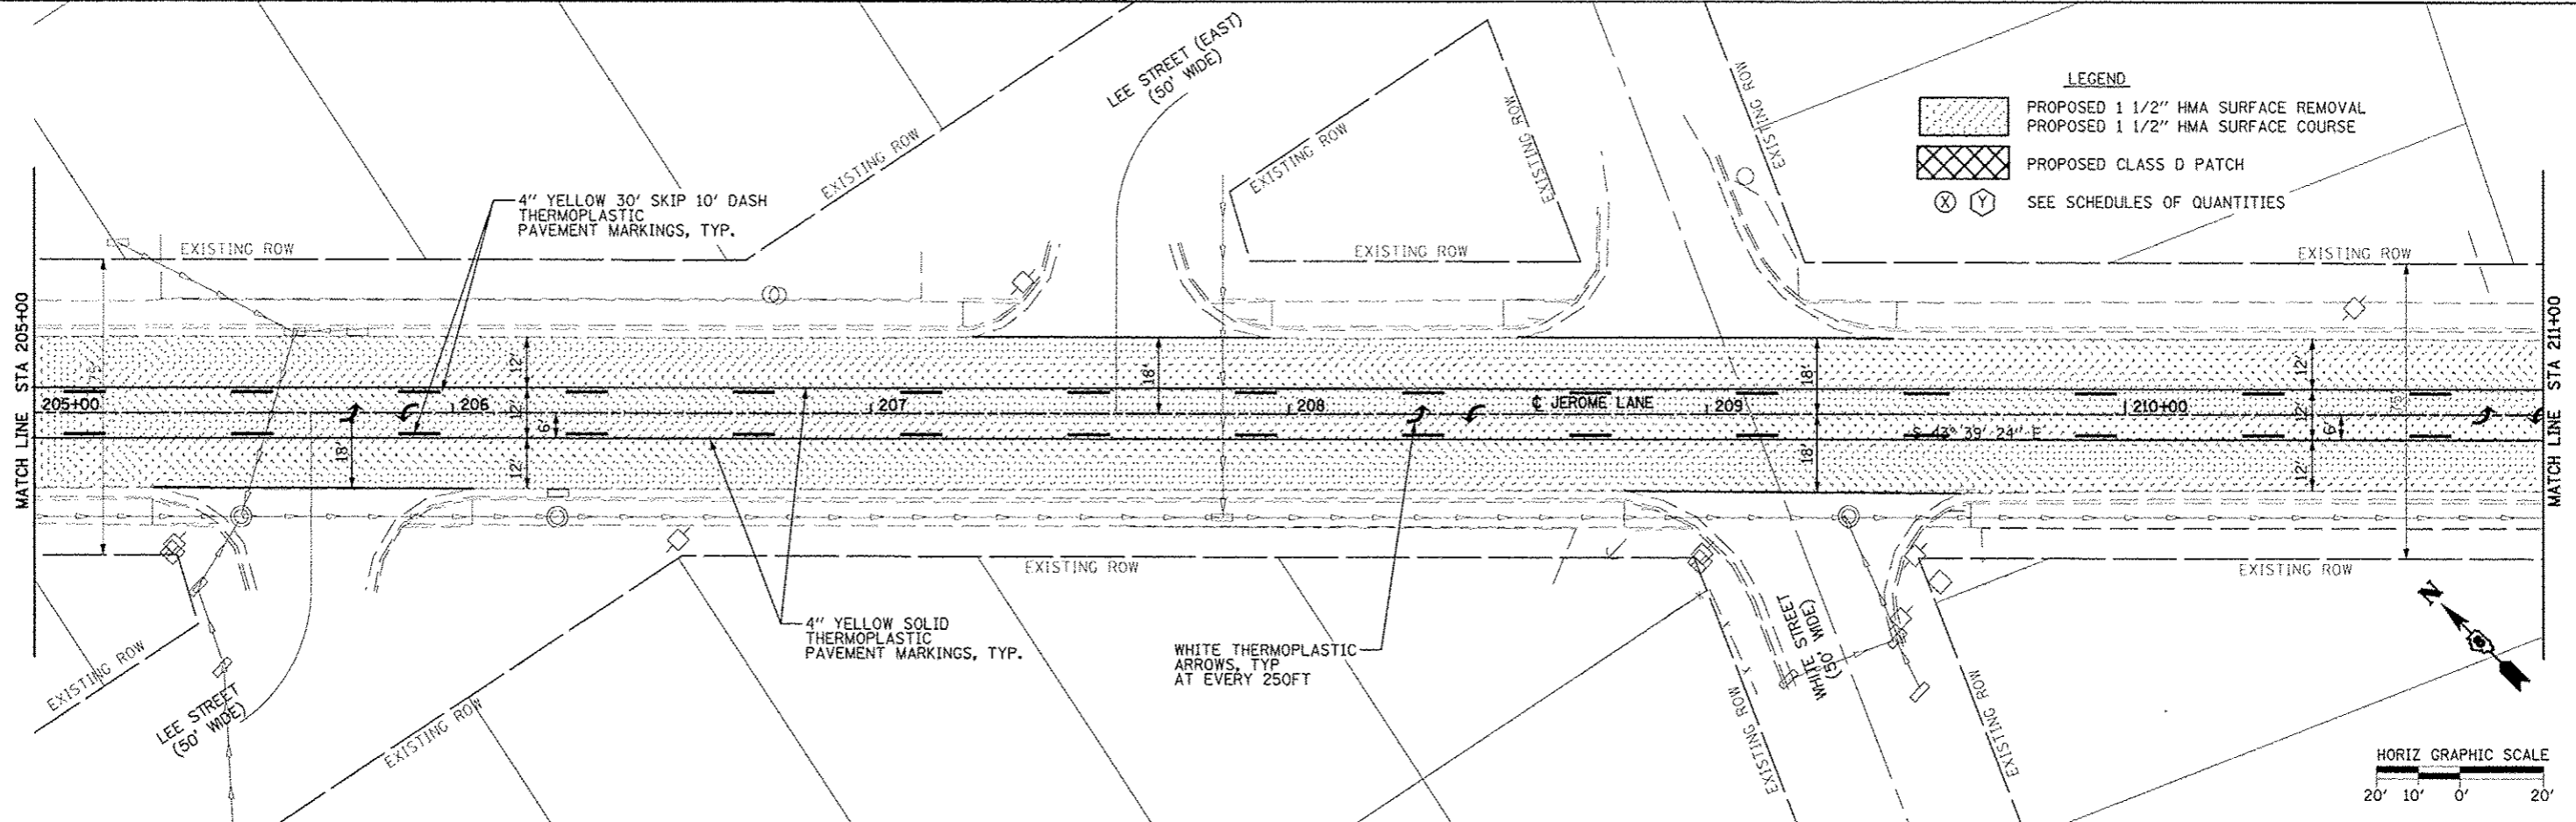 LEE STREET (EAST)
(50' WIDE)
EXISTING ROW
EXISTING ROW
EXISTING ROW
EXISTING ROW
LEGEND
PROPOSED 1 1/2" HMA SURFACE REMOVAL
PROPOSED 1 1/2" HMA SURFACE COURSE
PROPOSED CLASS D PATCH
X Y SEE SCHEDULES OF QUANTITIES
4" YELLOW 30' SKIP 10' DASH
THERMOPLASTIC
PAVEMENT MARKINGS, TYP.
EXISTING ROW
EXISTING ROW
EXISTING ROW
MATCH LINE STA 205+00
MATCH LINE STA 211+00
75'
12'
18'
18'
12'
75'
205+00
206
207
208
℄ JEROME LANE
209
210+00
12'
6'
12'
6'
S 43° 39' 24" E
18'
12'
18'
12'
EXISTING ROW
EXISTING ROW
4" YELLOW SOLID
THERMOPLASTIC
PAVEMENT MARKINGS, TYP.
WHITE THERMOPLASTIC
ARROWS, TYP
AT EVERY 250FT
WHITE STREET
(50' WIDE)
N
EXISTING ROW
LEE STREET
(50' WIDE)
EXISTING ROW
EXISTING ROW
EXISTING ROW
HORIZ GRAPHIC SCALE
20' 10' 0' 20'